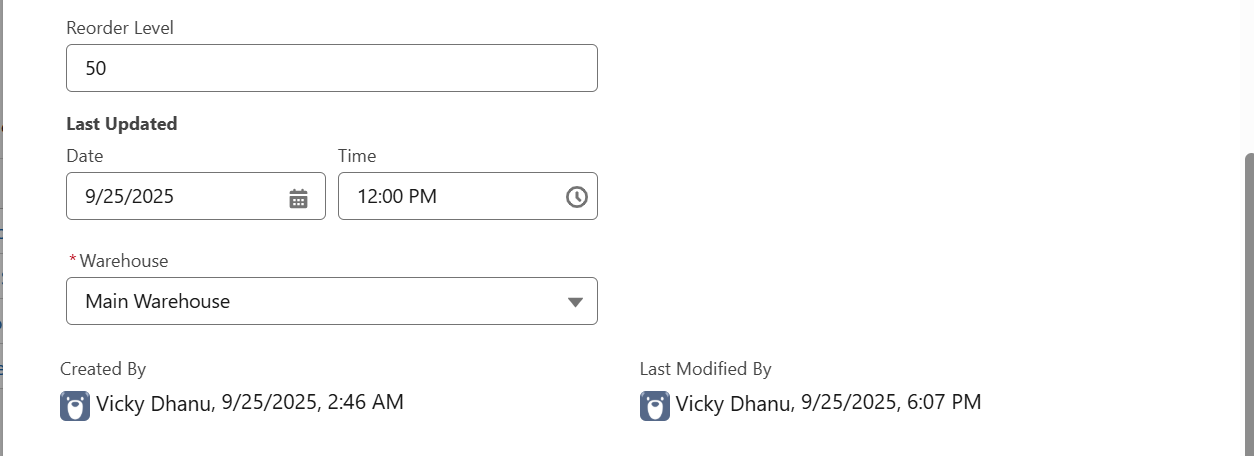 Reorder Level
50
Last Updated
Date Time
9/25/2025 12:00 PM
*Warehouse
Main Warehouse
Created By Last Modified By
Vicky Dhanu, 9/25/2025, 2:46 AM Vicky Dhanu, 9/25/2025, 6:07 PM